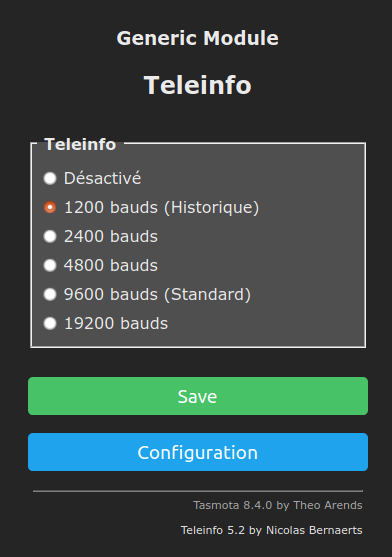 Generic Module
Teleinfo
Teleinfo
Désactivé
1200 bauds (Historique)
2400 bauds
4800 bauds
9600 bauds (Standard)
19200 bauds
Save
Configuration
Tasmota 8.4.0 by Theo Arends
Teleinfo 5.2 by Nicolas Bernaerts